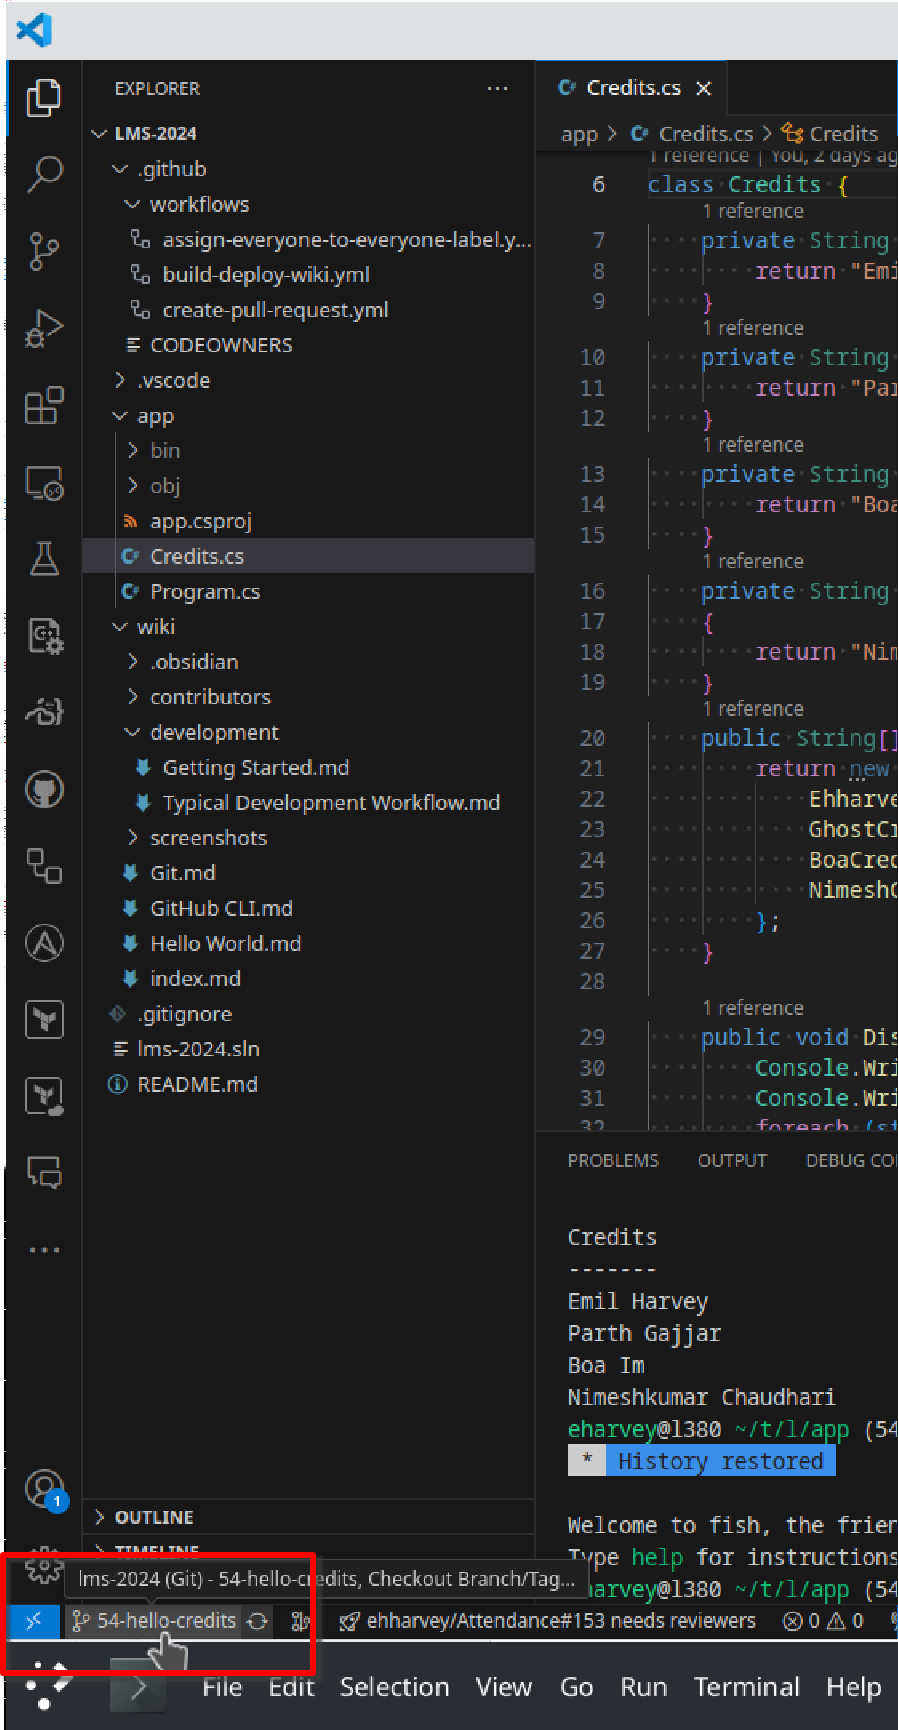 EXPLORER
LMS-2024
.github
workflows
assign-everyone-to-everyone-label.y...
build-deploy-wiki.yml
create-pull-request.yml
CODEOWNERS
.vscode
app
bin
obj
app.csproj
Credits.cs
Program.cs
wiki
.obsidian
contributors
development
Getting Started.md
Typical Development Workflow.md
screenshots
Git.md
GitHub CLI.md
Hello World.md
index.md
.gitignore
lms-2024.sln
README.md
OUTLINE
TIMELINE
Credits.cs
app > Credits.cs > Credits
1 reference | You, 2 days ag
6 class Credits {
1 reference
7 private String
8 return "Emi
9 }
1 reference
10 private String
11 return "Par
12 }
1 reference
13 private String
14 return "Boa
15 }
1 reference
16 private String
17 {
18 return "Nim
19 }
1 reference
20 public String[]
21 return new
22 Ehharve
23 GhostCr
24 BoaCred
25 NimeshC
26 };
27 }
28
1 reference
29 public void Dis
30 Console.Wri
31 Console.Wri
32 foreach (st
PROBLEMS OUTPUT DEBUG CO
Credits
-------
Emil Harvey
Parth Gajjar
Boa Im
Nimeshkumar Chaudhari
eharvey@l380 ~/t/l/app (54
* History restored
Welcome to fish, the frien
Type help for instructions
harvey@l380 ~/t/l/app (54
1
lms-2024 (Git) - 54-hello-credits, Checkout Branch/Tag...
54-hello-credits ehharvey/Attendance#153 needs reviewers 0 0
File Edit Selection View Go Run Terminal Help